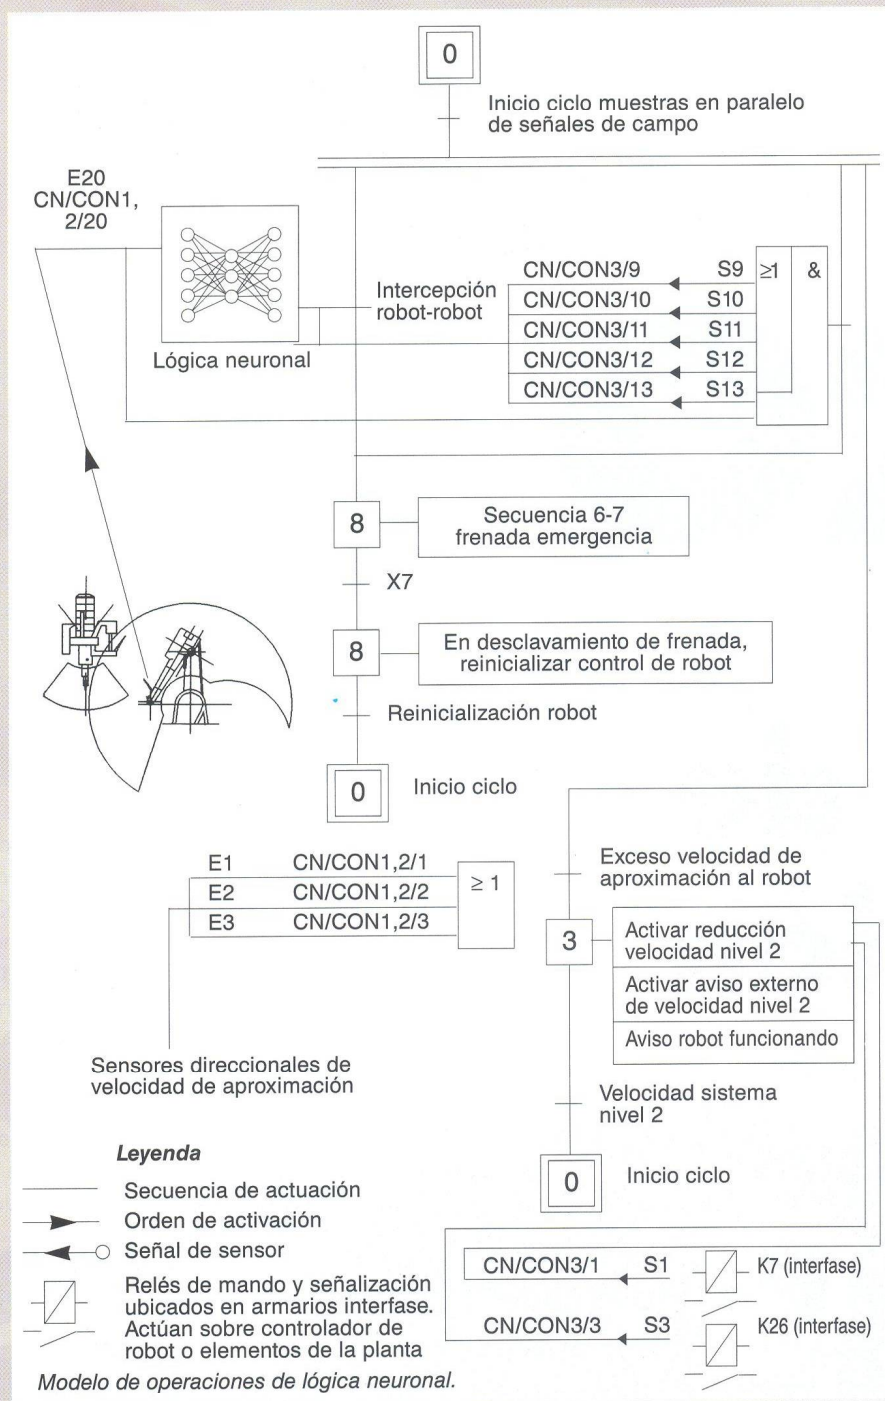 0
Inicio ciclo muestras en paralelo
de señales de campo
E20
CN/CON1,
2/20
Lógica neuronal
Intercepción
robot-robot
CN/CON3/9 S9
CN/CON3/10 S10
CN/CON3/11 S11
CN/CON3/12 S12
CN/CON3/13 S13
≥1 &
8
Secuencia 6-7
frenada emergencia
X7
8
En desclavamiento de frenada,
reinicializar control de robot
Reinicialización robot
0
Inicio ciclo
E1 CN/CON1,2/1
E2 CN/CON1,2/2
E3 CN/CON1,2/3
≥ 1
Sensores direccionales de
velocidad de aproximación
Exceso velocidad de
aproximación al robot
3
Activar reducción
velocidad nivel 2
Activar aviso externo
de velocidad nivel 2
Aviso robot funcionando
Velocidad sistema
nivel 2
0
Inicio ciclo
CN/CON3/1 S1
K7 (interfase)
CN/CON3/3 S3
K26 (interfase)
Leyenda
Secuencia de actuación
Orden de activación
Señal de sensor
Relés de mando y señalización
ubicados en armarios interfase.
Actúan sobre controlador de
robot o elementos de la planta
Modelo de operaciones de lógica neuronal.